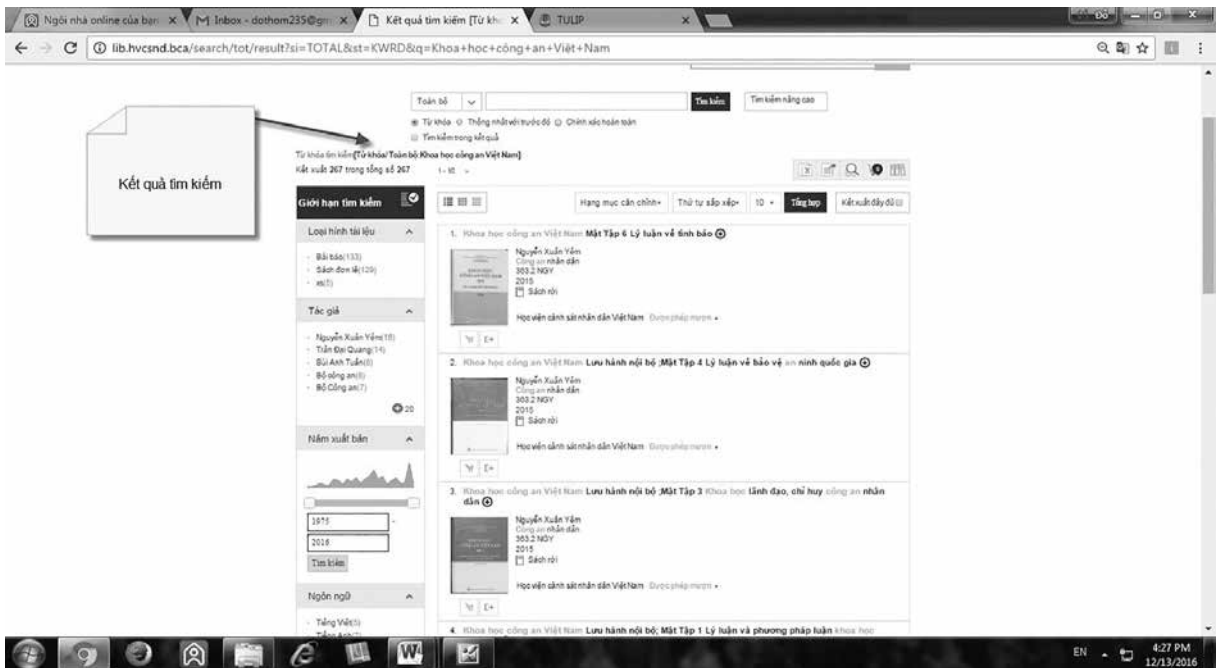 Ngôi nhà online của bạn
Inbox - dothom235@gm
Kết quả tìm kiếm [Từ kh
TULIP
Đỗ
lib.hvcsnd.bca/search/tot/result?si=TOTAL&st=KWRD&q=Khoa+học+công+an+Việt+Nam
Toàn bộ
Tìm kiếm
Tìm kiếm nâng cao
Từ khóa
Thống nhất với trước đó
Chính xác hoàn toàn
Tìm kiếm trong kết quả
Từ khóa tìm kiếm[Từ khóa/Toàn bộ:Khoa học công an Việt Nam]
Kết xuất 267 trong tổng số 267
1 - 10
Kết quả tìm kiếm
Giới hạn tìm kiếm
Hạng mục căn chỉnh
Thứ tự sắp xếp
10
Tổng hợp
Kết xuất đầy đủ
Loại hình tài liệu
Bài báo(133)
Sách đơn lẻ(129)
Tác giả
Nguyễn Xuân Yêm(16)
Trần Đại Quang(14)
Bùi Anh Tuấn(8)
Bộ công an(8)
Bộ Công an(7)
20
Năm xuất bản
1975
-
2016
Tìm kiếm
Ngôn ngữ
Tiếng Việt(5)
1. Khoa học công an Việt Nam Mật Tập 6 Lý luận về tình báo
Nguyễn Xuân Yêm
Công an nhân dân
363.2 NGY
2015
Sách rời
Học viện cảnh sát nhân dân Việt Nam Được phép mượn
2. Khoa học công an Việt Nam Lưu hành nội bộ ;Mật Tập 4 Lý luận về bảo vệ an ninh quốc gia
Nguyễn Xuân Yêm
Công an nhân dân
363.2 NGY
2015
Sách rời
Học viện cảnh sát nhân dân Việt Nam Được phép mượn
3. Khoa học công an Việt Nam Lưu hành nội bộ ;Mật Tập 3 Khoa học lãnh đạo, chỉ huy công an nhân
dân
Nguyễn Xuân Yêm
Công an nhân dân
363.2 NGY
2015
Sách rời
Học viện cảnh sát nhân dân Việt Nam Được phép mượn
4. Khoa học công an Việt Nam Lưu hành nội bộ; Mật Tập 1 Lý luận và phương pháp luận khoa học
EN
4:27 PM
12/13/2016